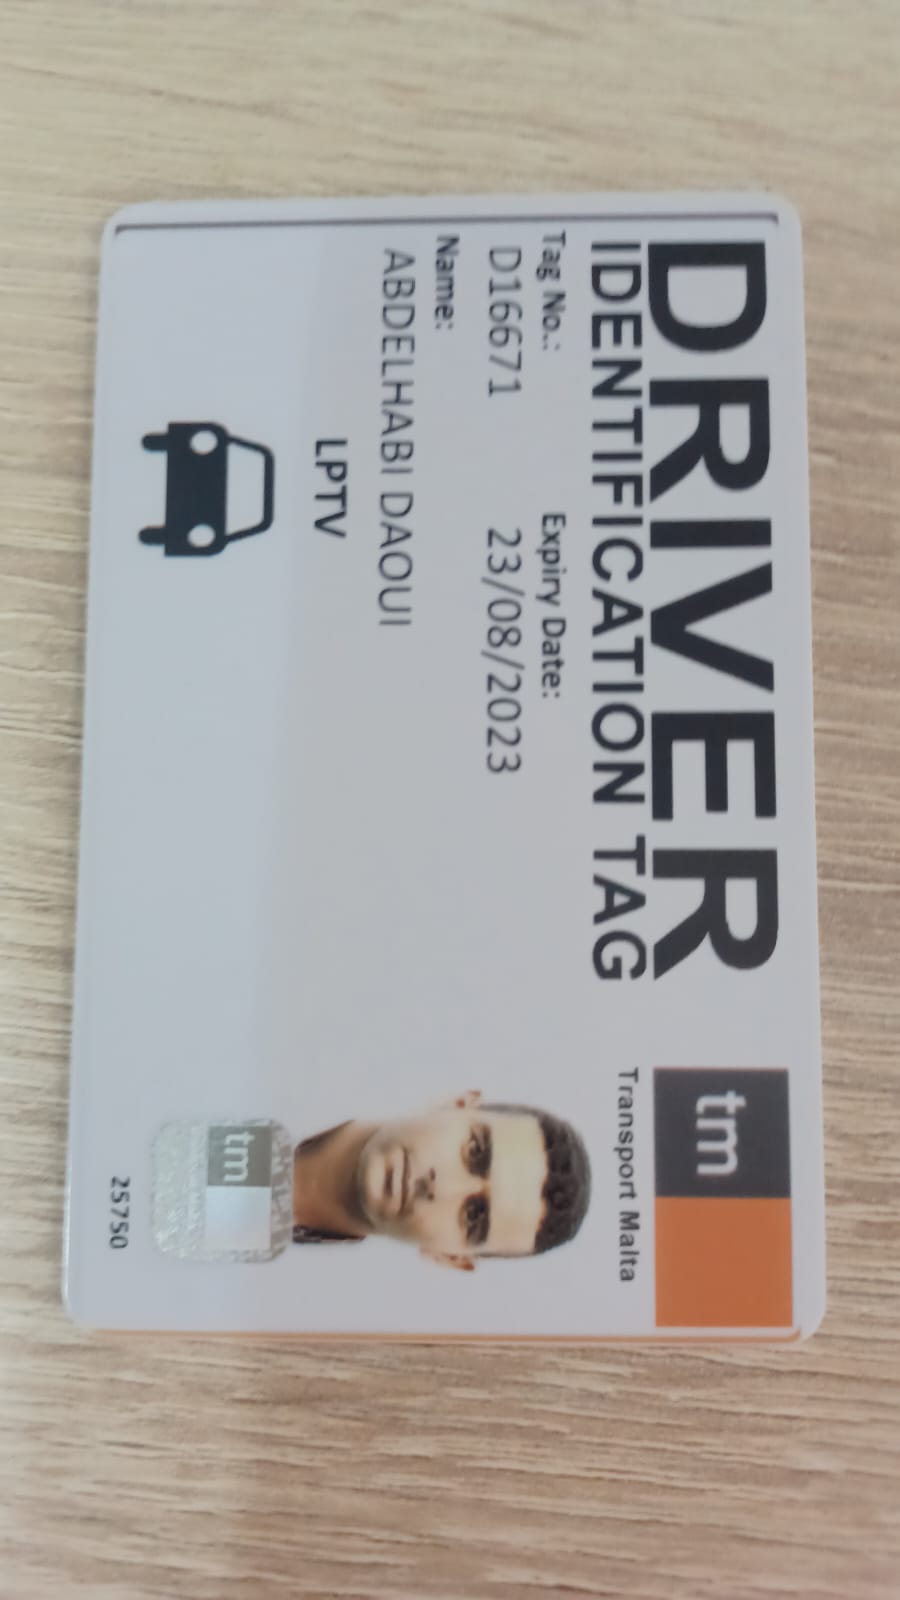 DRIVER
IDENTIFICATION TAG
tm
Transport Malta
Tag No.: Expiry Date:
D16671 23/08/2023
Name:
ABDELHABI DAOUI
LPTV
tm
25750